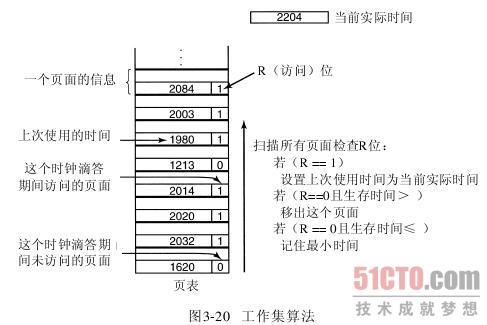 2204 当前实际时间
一个页面的信息
R（访问）位
2084 1
2003 1
上次使用的时间
1980 1
1213 0
这个时钟滴答
期间访问的页面
2014 1
2020 1
这个时钟滴答期
间未访问的页面
2032 1
1620 0
页表
扫描所有页面检查R位：
若（R == 1）
设置上次使用时间为当前实际时间
若（R==0且生存时间＞ ）
移出这个页面
若（R == 0且生存时间≤ ）
记住最小时间
51CTO.com
技术成就梦想
图3-20 工作集算法